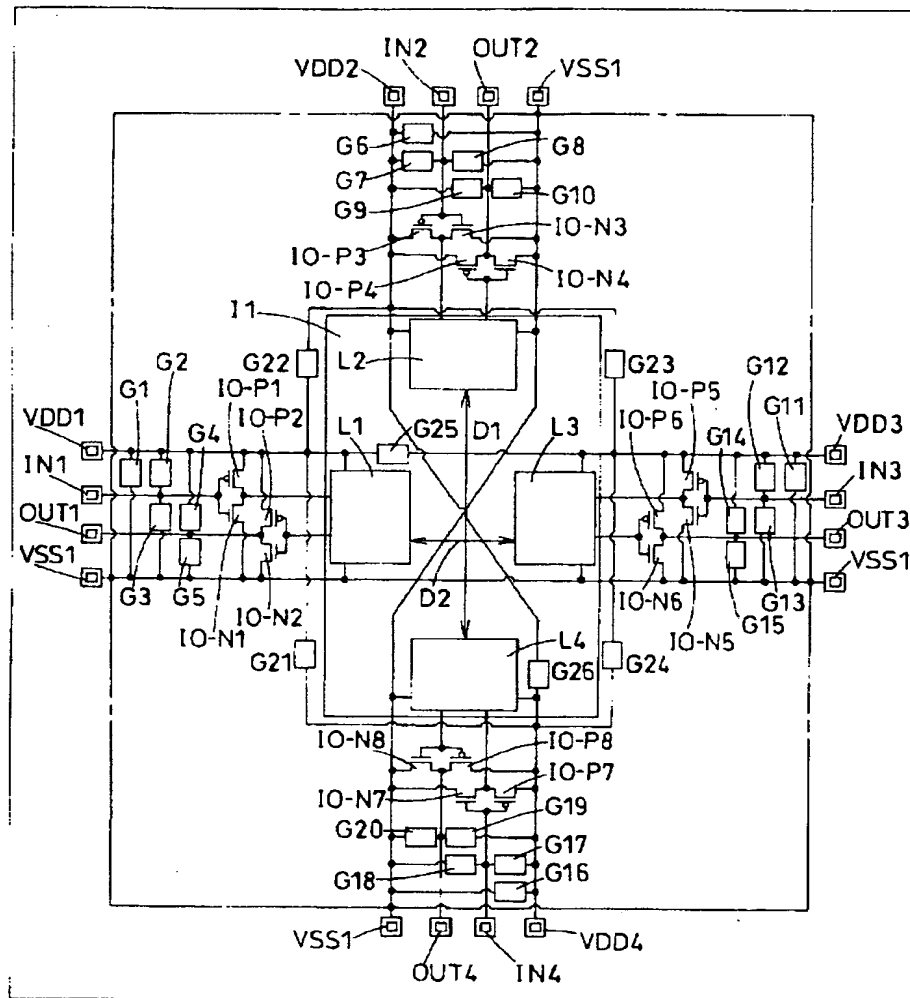 IN2 OUT2
VDD2 VSS1
G6 G8
G7
G9 G10
IO-P3 IO-N3
IO-P4 IO-N4
I1
G22 L2 G23
G1 G2 IO-P1 IO-P5 G12
IO-P2 IO-P6 G11
VDD1 G4 L1 G25 D1 L3 G14 VDD3
IN1 IN3
OUT1 OUT3
VSS1 VSS1
G3 G5 IO-N2 D2 IO-N6 G13
IO-N1 IO-N5 G15
G21 L4 G26 G24
IO-N8 IO-P8
IO-N7 IO-P7
G20 G19
G18 G17
G16
VSS1 VDD4
OUT4 IN4